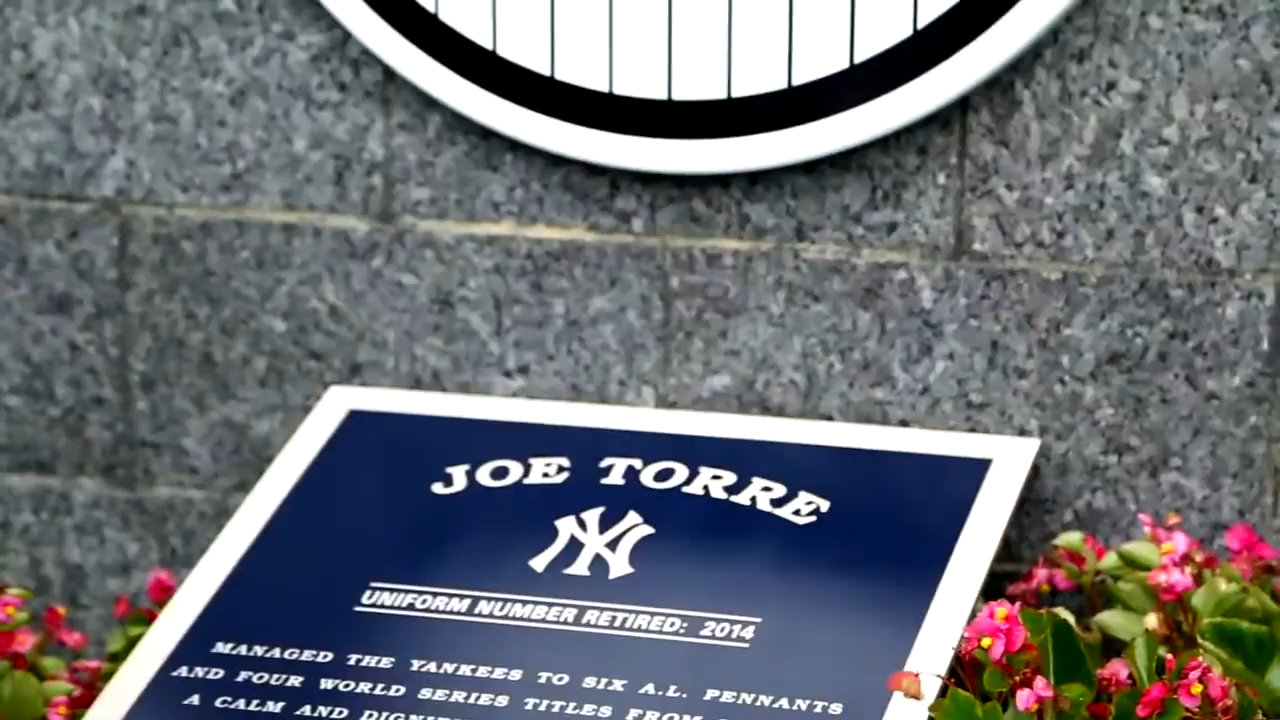 JOE TORRE
NY
UNIFORM NUMBER RETIRED: 2014
MANAGED THE YANKEES TO SIX A.L. PENNANTS
AND FOUR WORLD SERIES TITLES FROM
A CALM AND